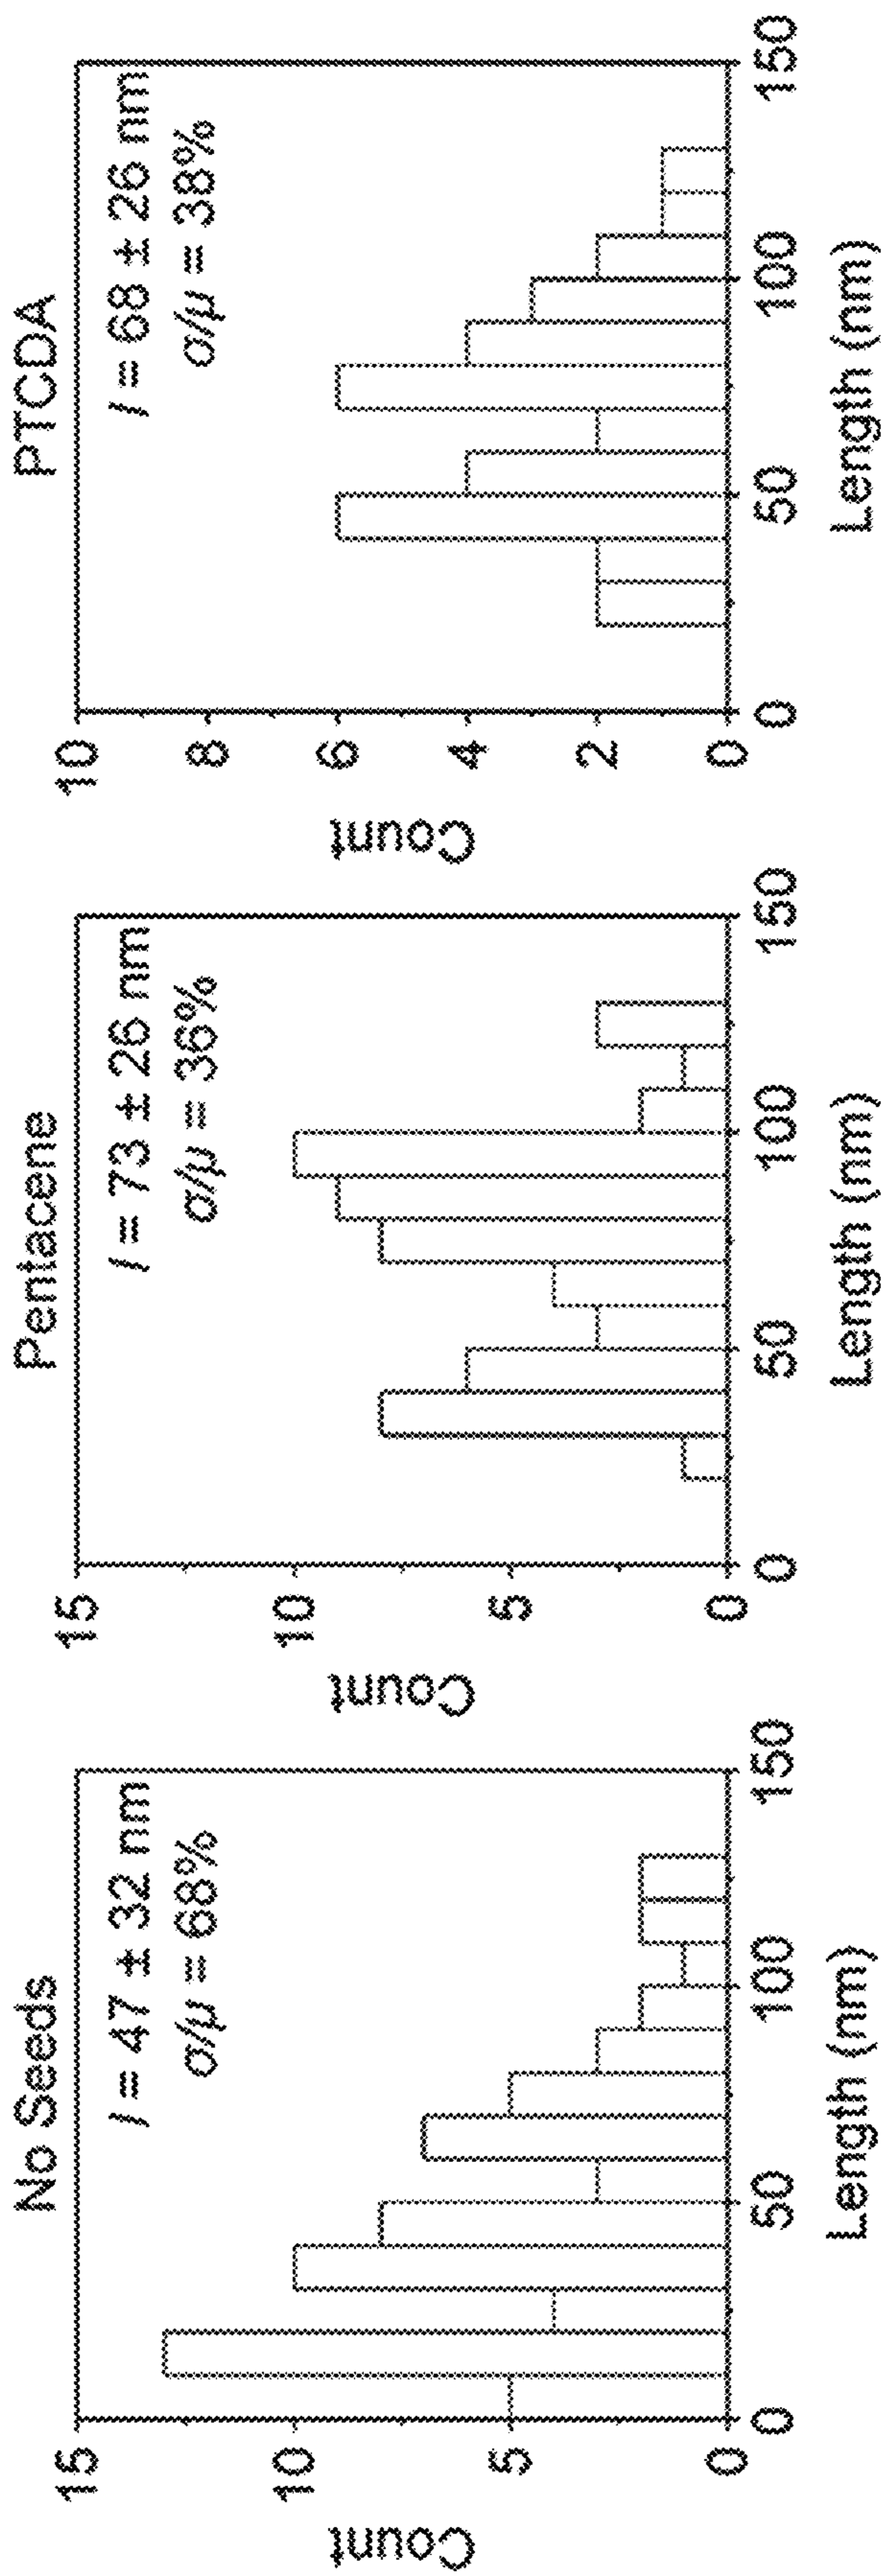 No Seeds
l = 47 ± 32 nm
σ/μ = 68%
15
10
5
0
Count
0
50
100
150
Length (nm)
Pentacene
l = 73 ± 26 nm
σ/μ = 36%
15
10
5
0
Count
0
50
100
150
Length (nm)
PTCDA
l = 68 ± 26 nm
σ/μ = 38%
10
8
6
4
2
0
Count
0
50
100
150
Length (nm)